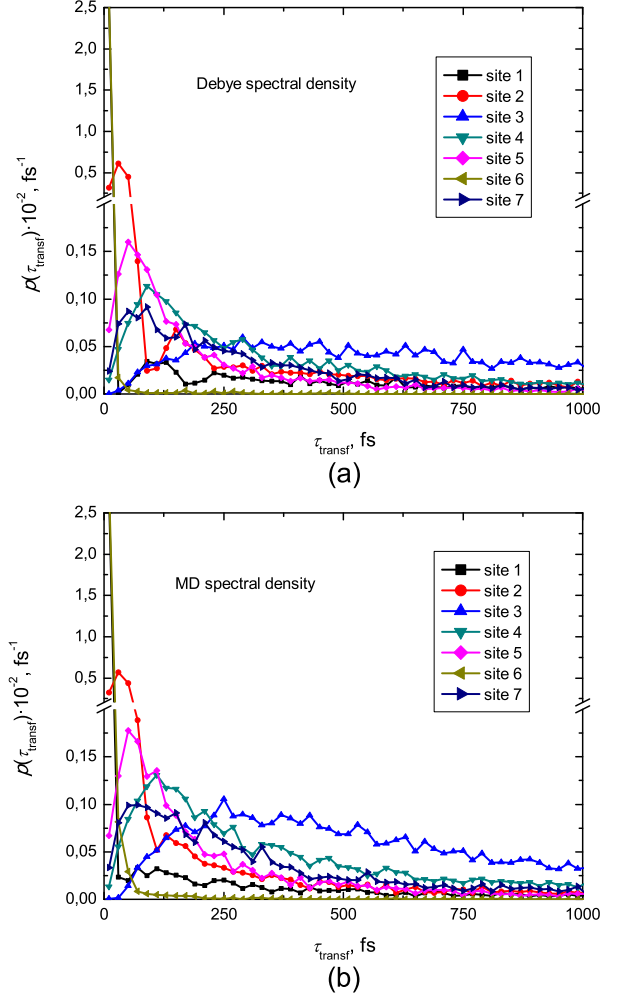 2,5
2,0
1,5
1,0
0,5
0,15
0,10
0,05
0,00
p(τtransf)·10-2, fs-1
Debye spectral density
site 1
site 2
site 3
site 4
site 5
site 6
site 7
0 250 500 750 1000
τtransf, fs
(a)
2,5
2,0
1,5
1,0
0,5
0,15
0,10
0,05
0,00
p(τtransf)·10-2, fs-1
MD spectral density
site 1
site 2
site 3
site 4
site 5
site 6
site 7
0 250 500 750 1000
τtransf, fs
(b)